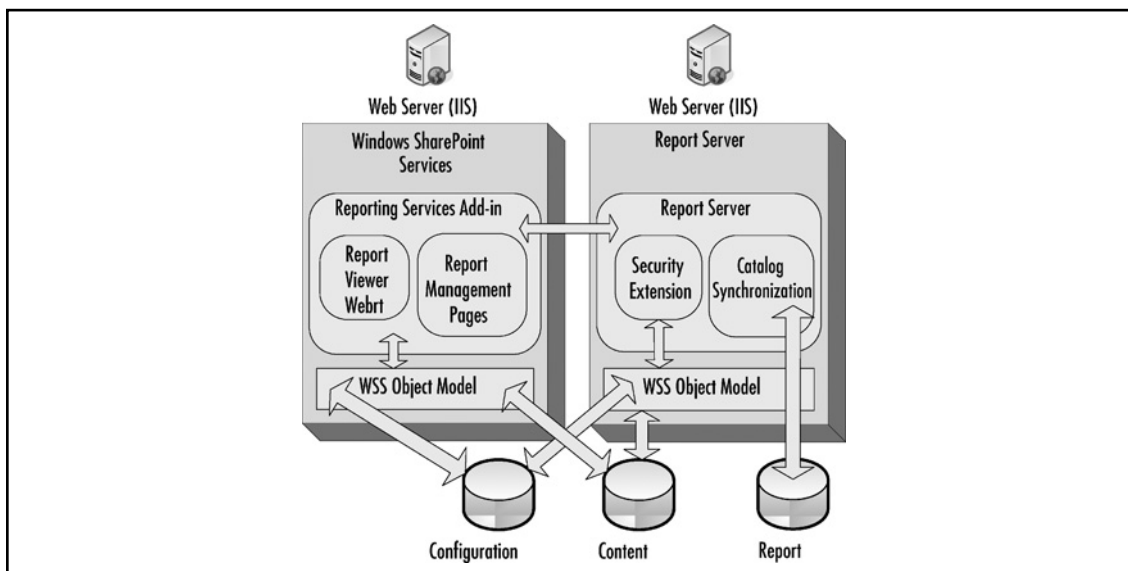 Web Server (IIS)
Web Server (IIS)
Windows SharePoint
Services
Reporting Services Add-in
Report
Viewer
Webrt
Report
Management
Pages
WSS Object Model
Report Server
Report Server
Security
Extension
Catalog
Synchronization
WSS Object Model
Configuration
Content
Report